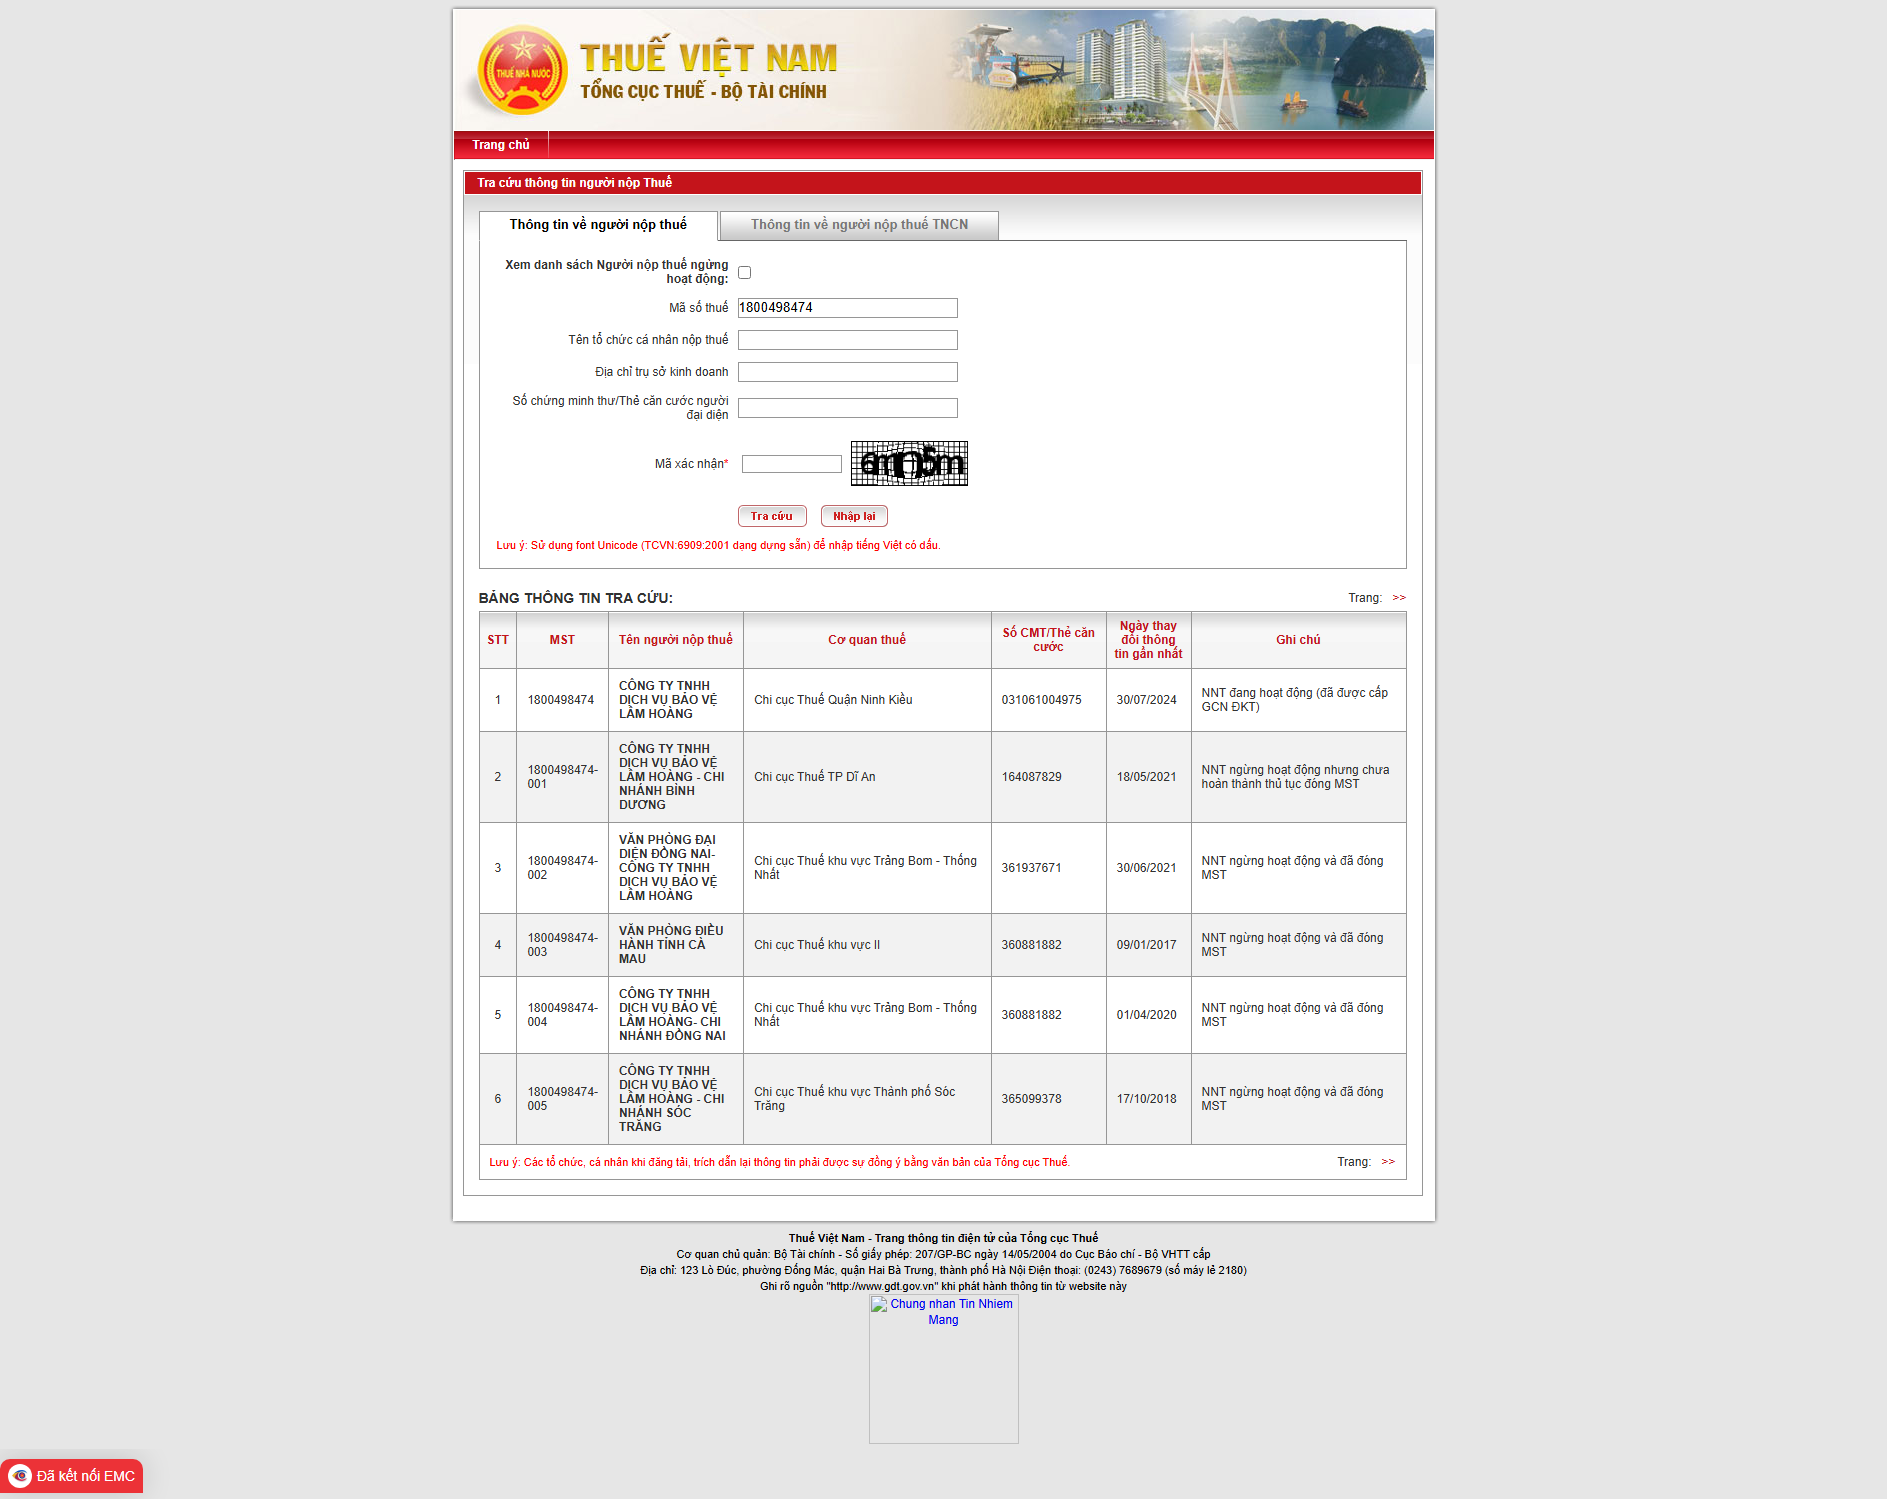 THUẾ NHÀ NƯỚC
THUẾ VIỆT NAM
TỔNG CỤC THUẾ - BỘ TÀI CHÍNH
Trang chủ
Tra cứu thông tin người nộp Thuế
Thông tin về người nộp thuế
Thông tin về người nộp thuế TNCN
Xem danh sách Người nộp thuế ngừng
hoạt động:
Mã số thuế
1800498474
Tên tổ chức cá nhân nộp thuế
Địa chỉ trụ sở kinh doanh
Số chứng minh thư/Thẻ căn cước người
đại diện
Mã xác nhận*
Tra cứu
Nhập lại
Lưu ý: Sử dụng font Unicode (TCVN:6909:2001 dạng dựng sẵn) để nhập tiếng Việt có dấu.
BẢNG THÔNG TIN TRA CỨU:
Trang: >>
STT
MST
Tên người nộp thuế
Cơ quan thuế
Số CMT/Thẻ căn
cước
Ngày thay
đổi thông
tin gần nhất
Ghi chú
1
1800498474
CÔNG TY TNHH
DỊCH VỤ BẢO VỆ
LÂM HOÀNG
Chi cục Thuế Quận Ninh Kiều
031061004975
30/07/2024
NNT đang hoạt động (đã được cấp
GCN ĐKT)
2
1800498474-
001
CÔNG TY TNHH
DỊCH VỤ BẢO VỆ
LÂM HOÀNG - CHI
NHÁNH BÌNH
DƯƠNG
Chi cục Thuế TP Dĩ An
164087829
18/05/2021
NNT ngừng hoạt động nhưng chưa
hoàn thành thủ tục đóng MST
3
1800498474-
002
VĂN PHÒNG ĐẠI
DIỆN ĐỒNG NAI-
CÔNG TY TNHH
DỊCH VỤ BẢO VỆ
LÂM HOÀNG
Chi cục Thuế khu vực Trảng Bom - Thống
Nhất
361937671
30/06/2021
NNT ngừng hoạt động và đã đóng
MST
4
1800498474-
003
VĂN PHÒNG ĐIỀU
HÀNH TỈNH CÀ
MAU
Chi cục Thuế khu vực II
360881882
09/01/2017
NNT ngừng hoạt động và đã đóng
MST
5
1800498474-
004
CÔNG TY TNHH
DỊCH VỤ BẢO VỆ
LÂM HOÀNG- CHI
NHÁNH ĐỒNG NAI
Chi cục Thuế khu vực Trảng Bom - Thống
Nhất
360881882
01/04/2020
NNT ngừng hoạt động và đã đóng
MST
6
1800498474-
005
CÔNG TY TNHH
DỊCH VỤ BẢO VỆ
LÂM HOÀNG - CHI
NHÁNH SÓC
TRĂNG
Chi cục Thuế khu vực Thành phố Sóc
Trăng
365099378
17/10/2018
NNT ngừng hoạt động và đã đóng
MST
Lưu ý: Các tổ chức, cá nhân khi đăng tải, trích dẫn lại thông tin phải được sự đồng ý bằng văn bản của Tổng cục Thuế.
Trang: >>
Thuế Việt Nam - Trang thông tin điện tử của Tổng cục Thuế
Cơ quan chủ quản: Bộ Tài chính - Số giấy phép: 207/GP-BC ngày 14/05/2004 do Cục Báo chí - Bộ VHTT cấp
Địa chỉ: 123 Lò Đúc, phường Đống Mác, quận Hai Bà Trưng, thành phố Hà Nội Điện thoại: (0243) 7689679 (số máy lẻ 2180)
Ghi rõ nguồn "http://www.gdt.gov.vn" khi phát hành thông tin từ website này
Chung nhan Tin Nhiem
Mang
Đã kết nối EMC